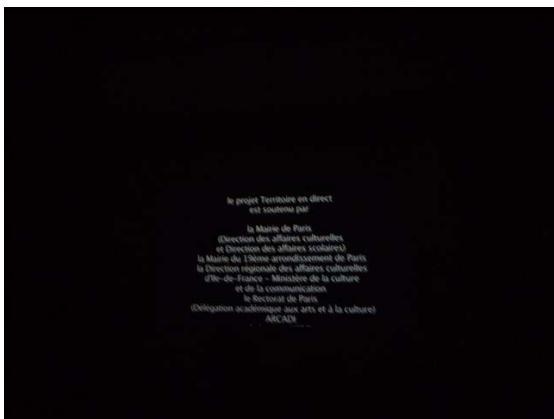 le projet Territoire en direct
est soutenu par
la Mairie de Paris
(Direction des affaires culturelles
et Direction des affaires scolaires)
la Mairie du 19ème arrondissement de Paris
la Direction régionale des affaires culturelles
d'Ile-de-France - Ministère de la culture
et de la communication
le Rectorat de Paris
(Délégation académique aux arts et à la culture)
ARCADI